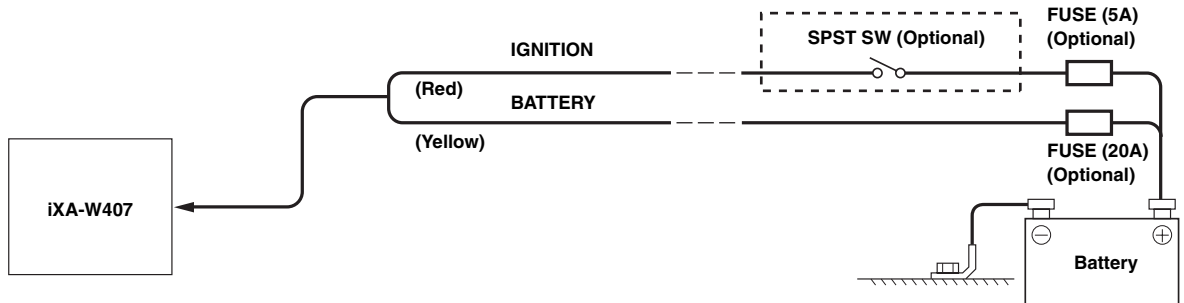 FUSE (5A)
(Optional)
SPST SW (Optional)
IGNITION
(Red)
BATTERY
(Yellow)
FUSE (20A)
(Optional)
iXA-W407
Battery